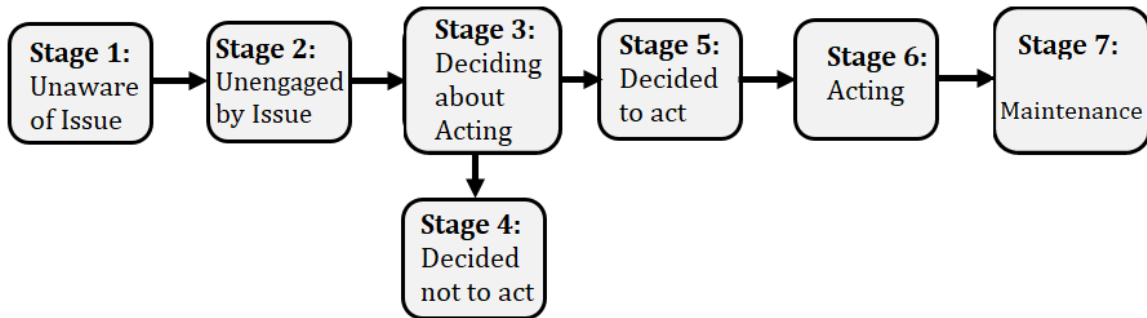 Stage 1:
Unaware
of Issue
Stage 2:
Unengaged
by Issue
Stage 3:
Deciding
about
Acting
Stage 4:
Decided
not to act
Stage 5:
Decided
to act
Stage 6:
Acting
Stage 7:
Maintenance